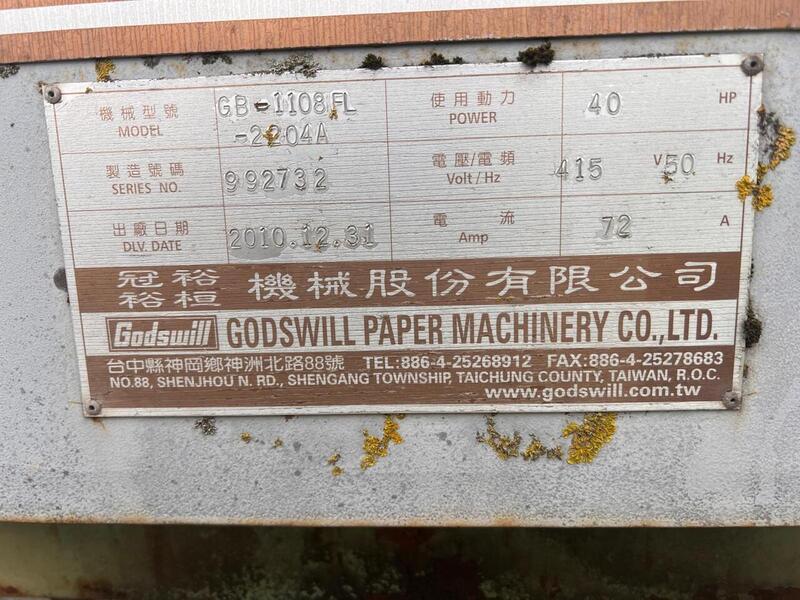 機械型號 GB-1108FL 使用動力 40 HP
MODEL -2204A POWER
製造號碼 992732 電壓/電頻 415 V 50 Hz
SERIES NO. Volt / Hz
出廠日期 2010.12.31 電流 72 A
DLV. DATE Amp
冠裕
裕桓 機械股份有限公司
Godswill GODSWILL PAPER MACHINERY CO.,LTD.
台中縣神岡鄉神洲北路88號 TEL:886-4-25268912 FAX:886-4-25278683
NO.88, SHENJHOU N. RD., SHENGANG TOWNSHIP, TAICHUNG COUNTY, TAIWAN, R.O.C.
www.godswill.com.tw